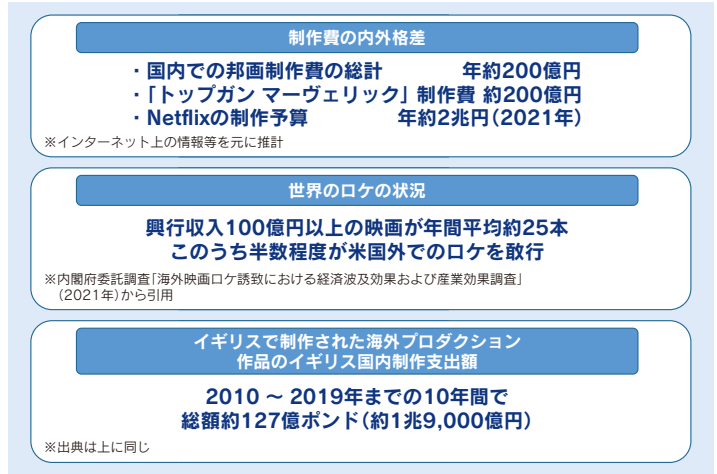 制作費の内外格差
・国内での邦画制作費の総計 年約200億円
・「トップガン マーヴェリック」 制作費 約200億円
・Netflixの制作予算 年約2兆円（2021年）
※インターネット上の情報等を元に推計
世界のロケの状況
興行収入100億円以上の映画が年間平均約25本
このうち半数程度が米国外でのロケを敢行
※内閣府委託調査「海外映画ロケ誘致における経済波及効果および産業効果調査」
（2021年）から引用
イギリスで制作された海外プロダクション
作品のイギリス国内制作支出額
2010 ～ 2019年までの10年間で
総額約127億ポンド（約1兆9,000億円）
※出典は上に同じ